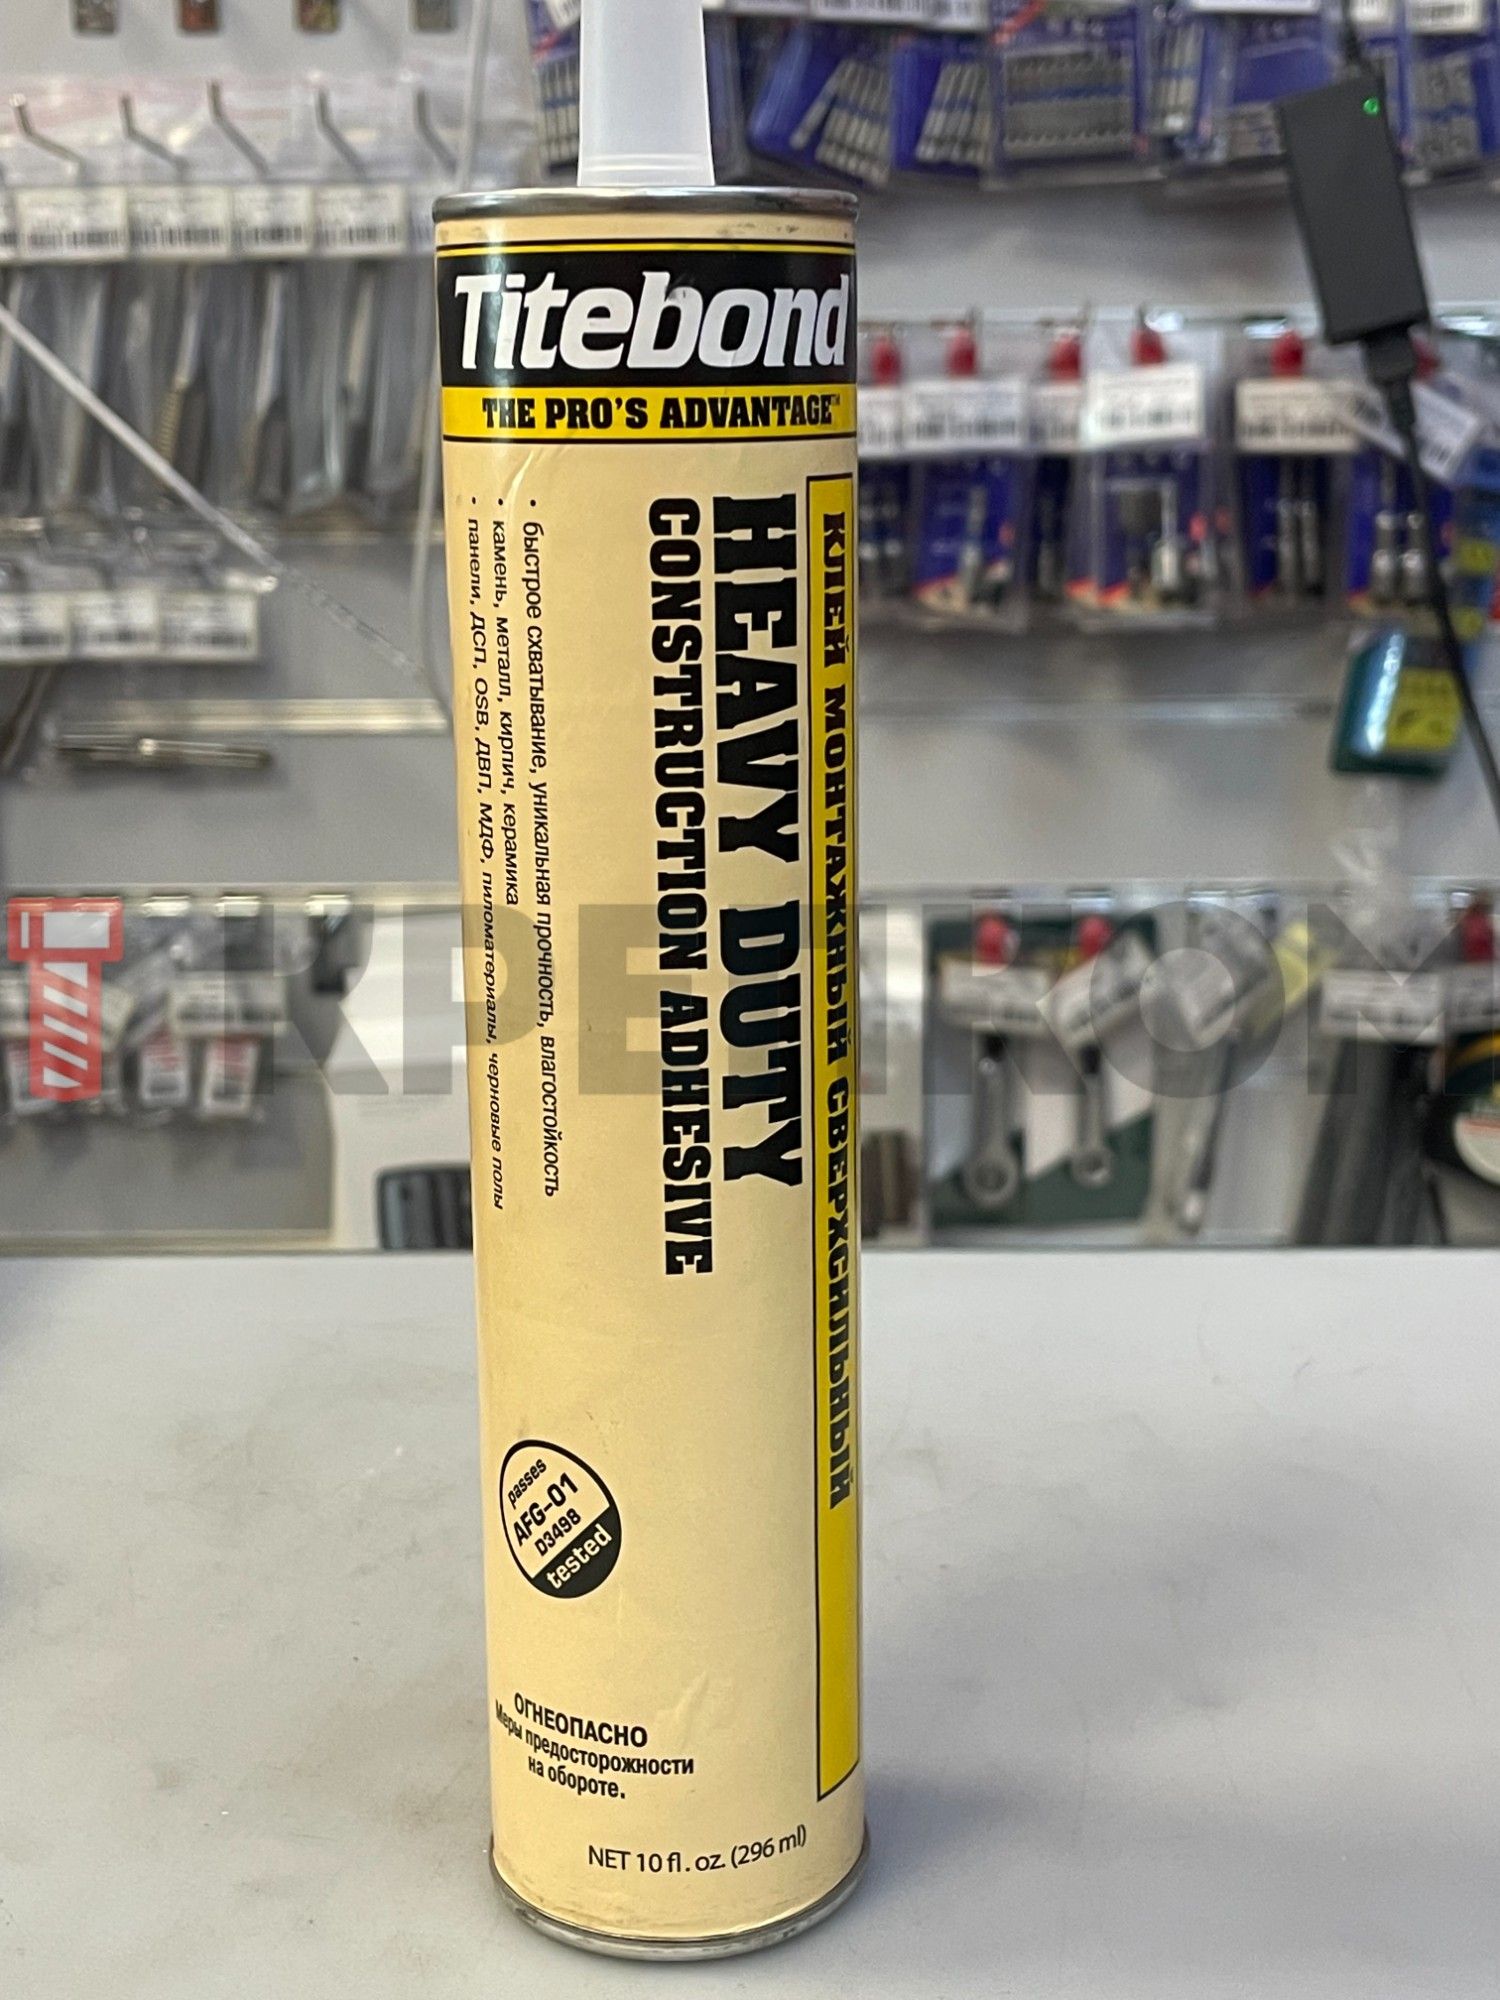 Titebond
THE PRO'S ADVANTAGE™
КЛЕЙ МОНТАЖНЫЙ СВЕРХСИЛЬНЫЙ
HEAVY DUTY
CONSTRUCTION ADHESIVE
• быстрое схватывание, уникальная прочность, влагостойкость
• камень, металл, кирпич, керамика
• панели, ДСП, OSB, ДВП, МДФ, пиломатериалы, черновые полы
passes
AFG-01
D3498
tested
ОГНЕОПАСНО
Меры предосторожности
на обороте.
NET 10 fl. oz. (296 ml)
КРЕПКОМ